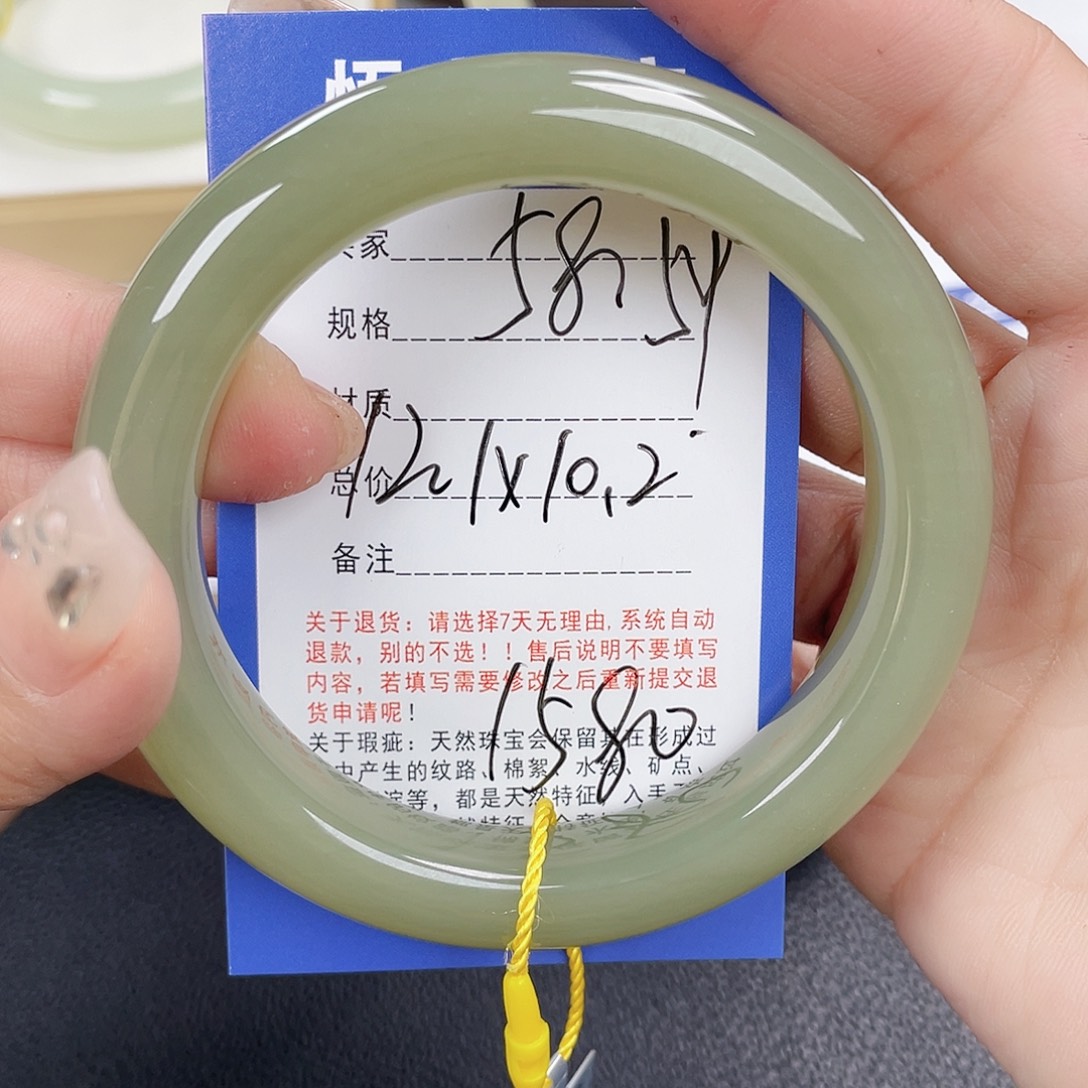 家
规格
58.5y
材质
总价
12.1x10.2
备注
关于退货：请选择7天无理由,系统自动
退款，别的不选！！售后说明不要填写
内容，若填写需要修改之后重新提交退
货申请呢！
1580
关于瑕疵：天然珠宝会保留其在形成过
中产生的纹路、棉絮、水线、矿点、
等，都是天然特征，入手